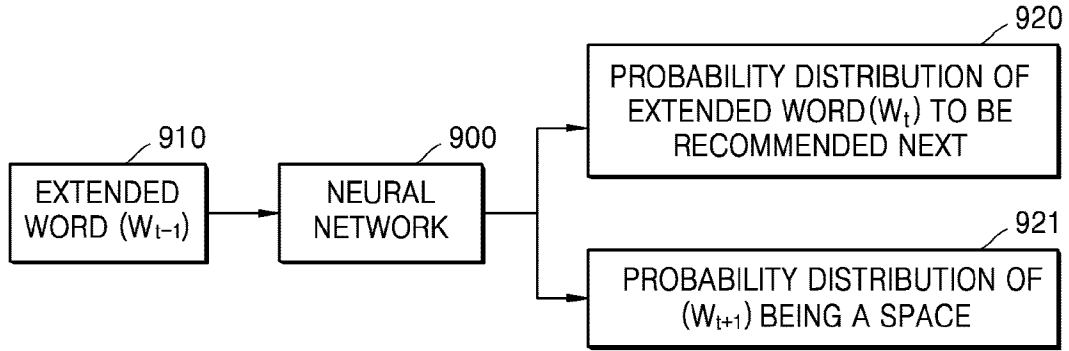 920
PROBABILITY DISTRIBUTION OF
EXTENDED WORD(Wt) TO BE
RECOMMENDED NEXT
910
EXTENDED
WORD (Wt-1)
900
NEURAL
NETWORK
921
PROBABILITY DISTRIBUTION OF
(Wt+1) BEING A SPACE